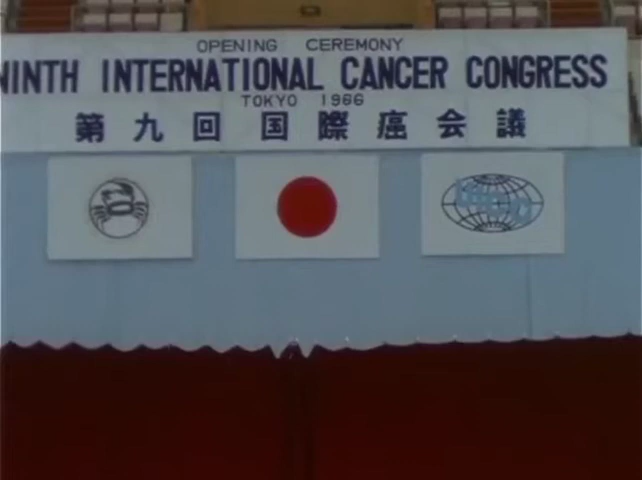 OPENING CEREMONY
NINTH INTERNATIONAL CANCER CONGRESS
TOKYO 1966
第九回国際癌会議